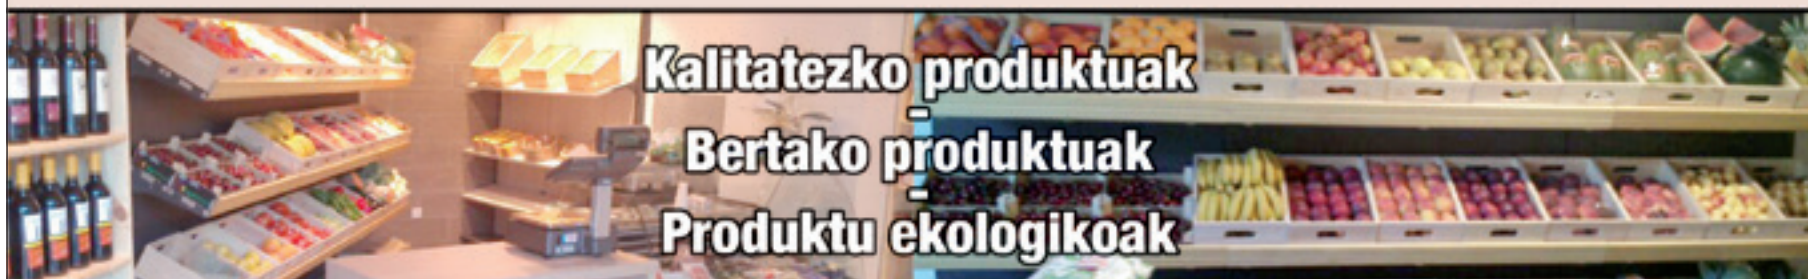 Kalitatezko produktuak
-
Bertako produktuak
-
Produktu ekologikoak